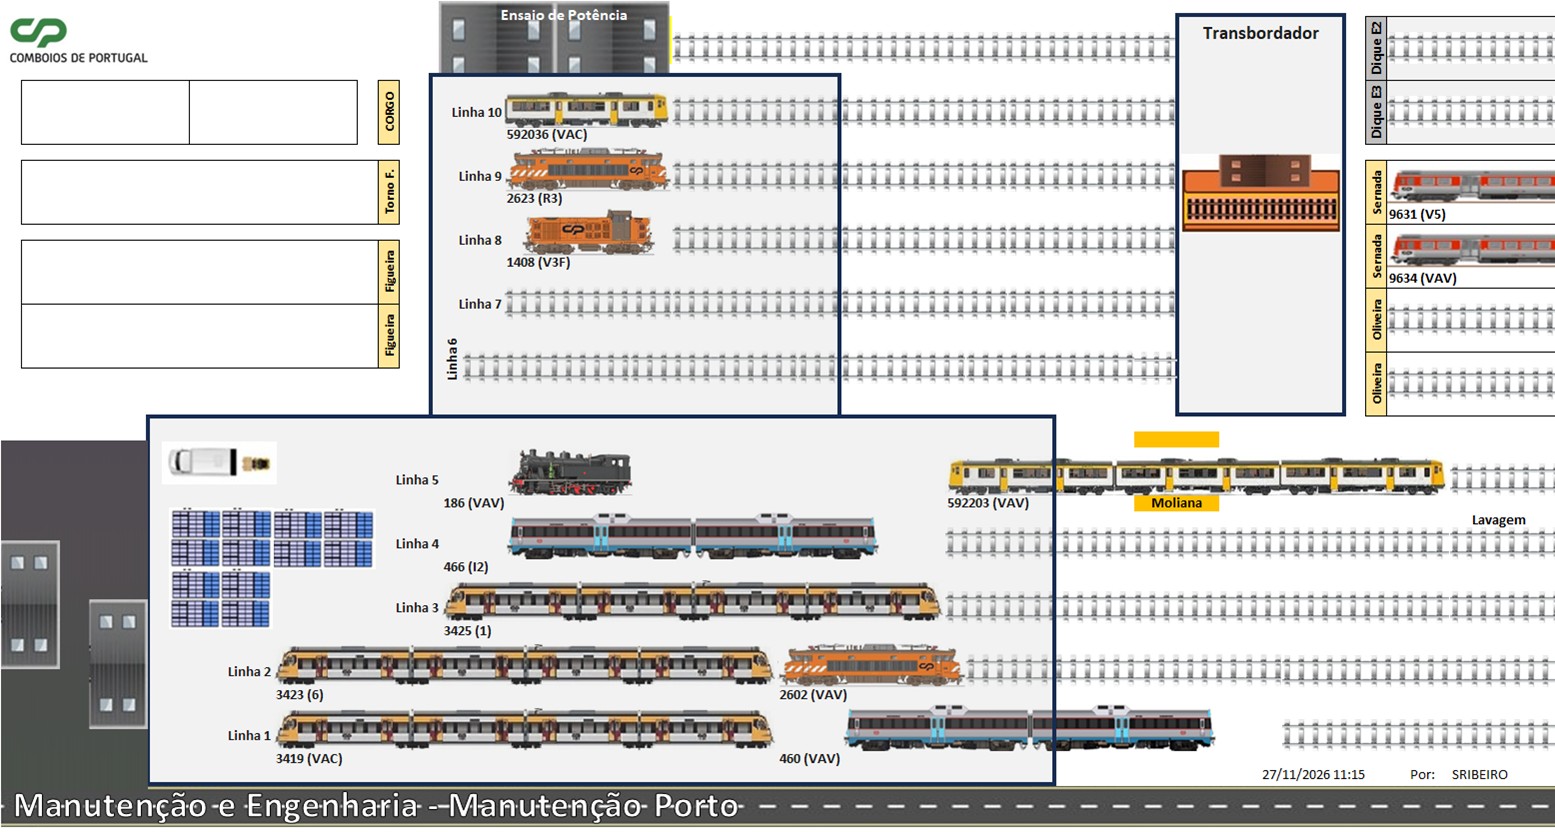 Ensaio de Potência
Transbordador
Dique E2
COMBOIOS DE PORTUGAL
CORGO
Linha 10
592036 (VAC)
Dique E3
Torno F.
Linha 9
2623 (R3)
Sernada
9631 (V5)
Figueira
Linha 8
1408 (V3F)
Sernada
9634 (VAV)
Figueira
Linha 7
Oliveira
Linha 6
Oliveira
Linha 5
186 (VAV)
592203 (VAV)
Moliana
Lavagem
Linha 4
466 (I2)
Linha 3
3425 (1)
Linha 2
3423 (6)
2602 (VAV)
Linha 1
3419 (VAC)
460 (VAV)
27/11/2026 11:15 Por: SRIBEIRO
Manutenção e Engenharia - Manutenção Porto